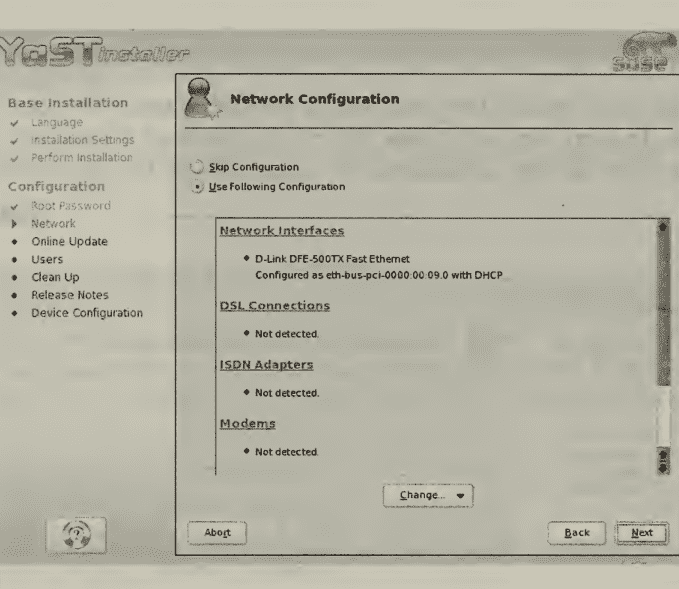 YaST installer
SuSE
Base Installation
Language
Installation Settings
Perform Installation
Configuration
Root Password
Network
Online Update
Users
Clean Up
Release Notes
Device Configuration
Network Configuration
Skip Configuration
Use Following Configuration
Network Interfaces
D-Link DFE-500TX Fast Ethernet
Configured as eth-bus-pci-0000:00:09.0 with DHCP
DSL Connections
Not detected.
ISDN Adapters
Not detected.
Modems
Not detected.
Change...
Abort
Back
Next